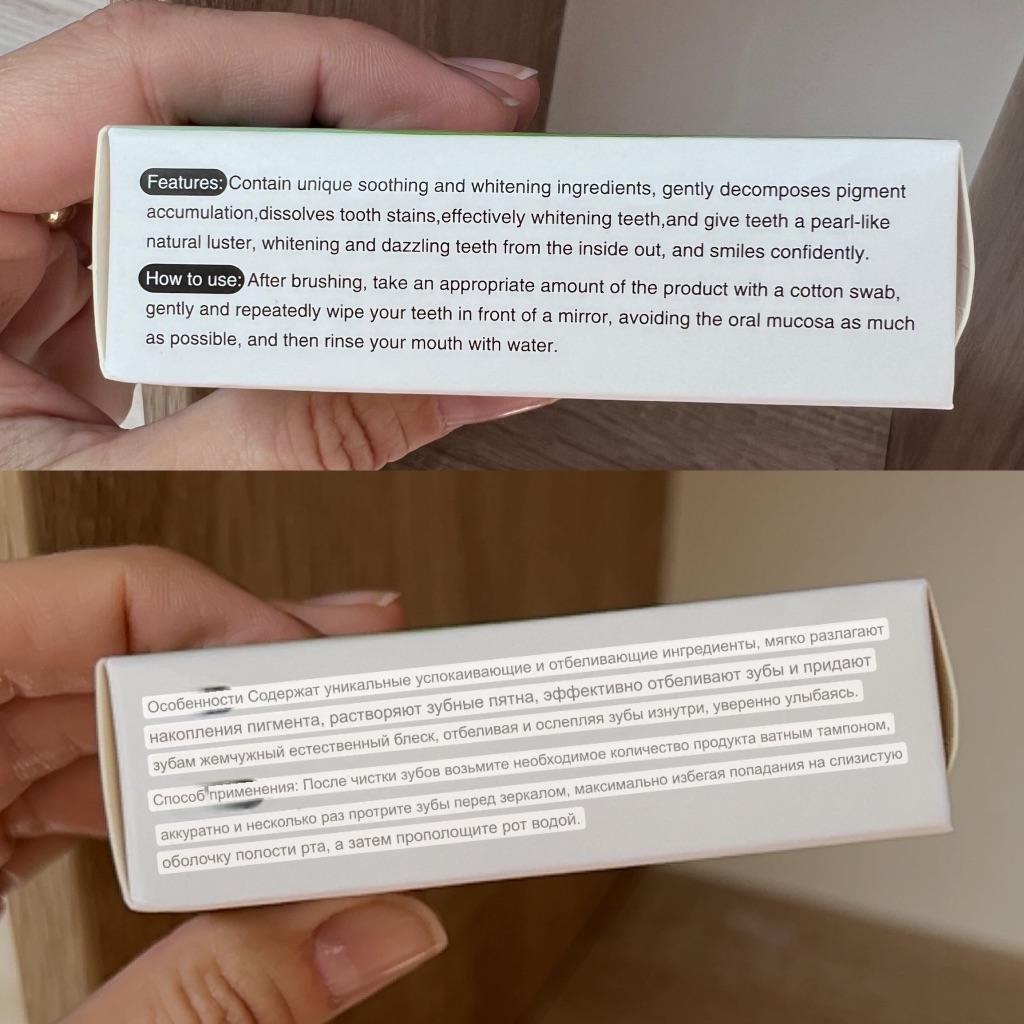 Features: Contain unique soothing and whitening ingredients, gently decomposes pigment
accumulation,dissolves tooth stains,effectively whitening teeth,and give teeth a pearl-like
natural luster, whitening and dazzling teeth from the inside out, and smiles confidently.
How to use: After brushing, take an appropriate amount of the product with a cotton swab,
gently and repeatedly wipe your teeth in front of a mirror, avoiding the oral mucosa as much
as possible, and then rinse your mouth with water.
Особенности Содержат уникальные успокаивающие и отбеливающие ингредиенты, мягко разлагают
накопления пигмента, растворяют зубные пятна, эффективно отбеливают зубы и придают
зубам жемчужный естественный блеск, отбеливая и ослепляя зубы изнутри, уверенно улыбаясь.
Способ применения: После чистки зубов возьмите необходимое количество продукта ватным тампоном,
аккуратно и несколько раз протрите зубы перед зеркалом, максимально избегая попадания на слизистую
оболочку полости рта, а затем прополощите рот водой.